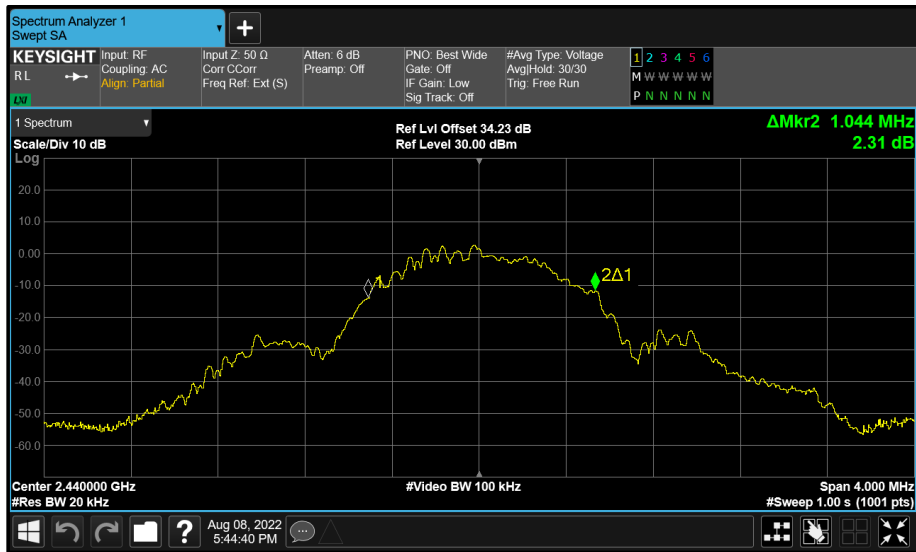 Spectrum Analyzer 1
Swept SA
+
KEYSIGHT
RL
LXI
Input: RF
Coupling: AC
Align: Partial
Input Z: 50 Ω
Corr CCorr
Freq Ref: Ext (S)
Atten: 6 dB
Preamp: Off
PNO: Best Wide
Gate: Off
IF Gain: Low
Sig Track: Off
#Avg Type: Voltage
Avg|Hold: 30/30
Trig: Free Run
1 2 3 4 5 6
M W W W W W
P N N N N N
1 Spectrum
Scale/Div 10 dB
Ref Lvl Offset 34.23 dB
Ref Level 30.00 dBm
ΔMkr2 1.044 MHz
2.31 dB
Log
20.0
10.0
0.00
-10.0
-20.0
-30.0
-40.0
-50.0
-60.0
1
2Δ1
Center 2.440000 GHz
#Res BW 20 kHz
#Video BW 100 kHz
Span 4.000 MHz
#Sweep 1.00 s (1001 pts)
?
Aug 08, 2022
5:44:40 PM